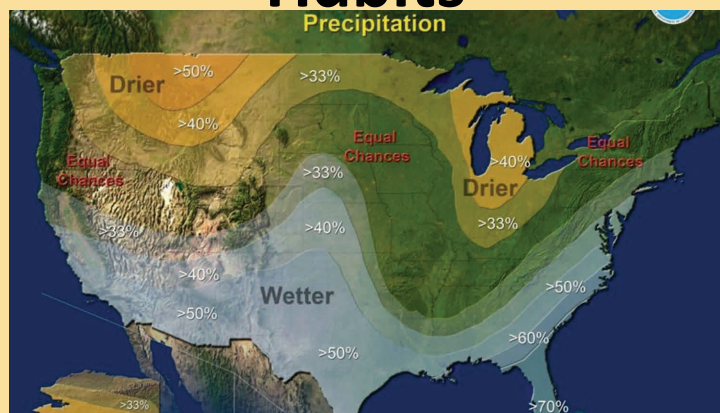 Habits
Precipitation
>50%
Drier
>33%
>40%
Equal
Chances
Equal
Chances
>40%
Equal
Chances
>33%
Drier
>33%
>33%
>40%
>40%
Wetter
>50%
>50%
>50%
>60%
>33%
>70%